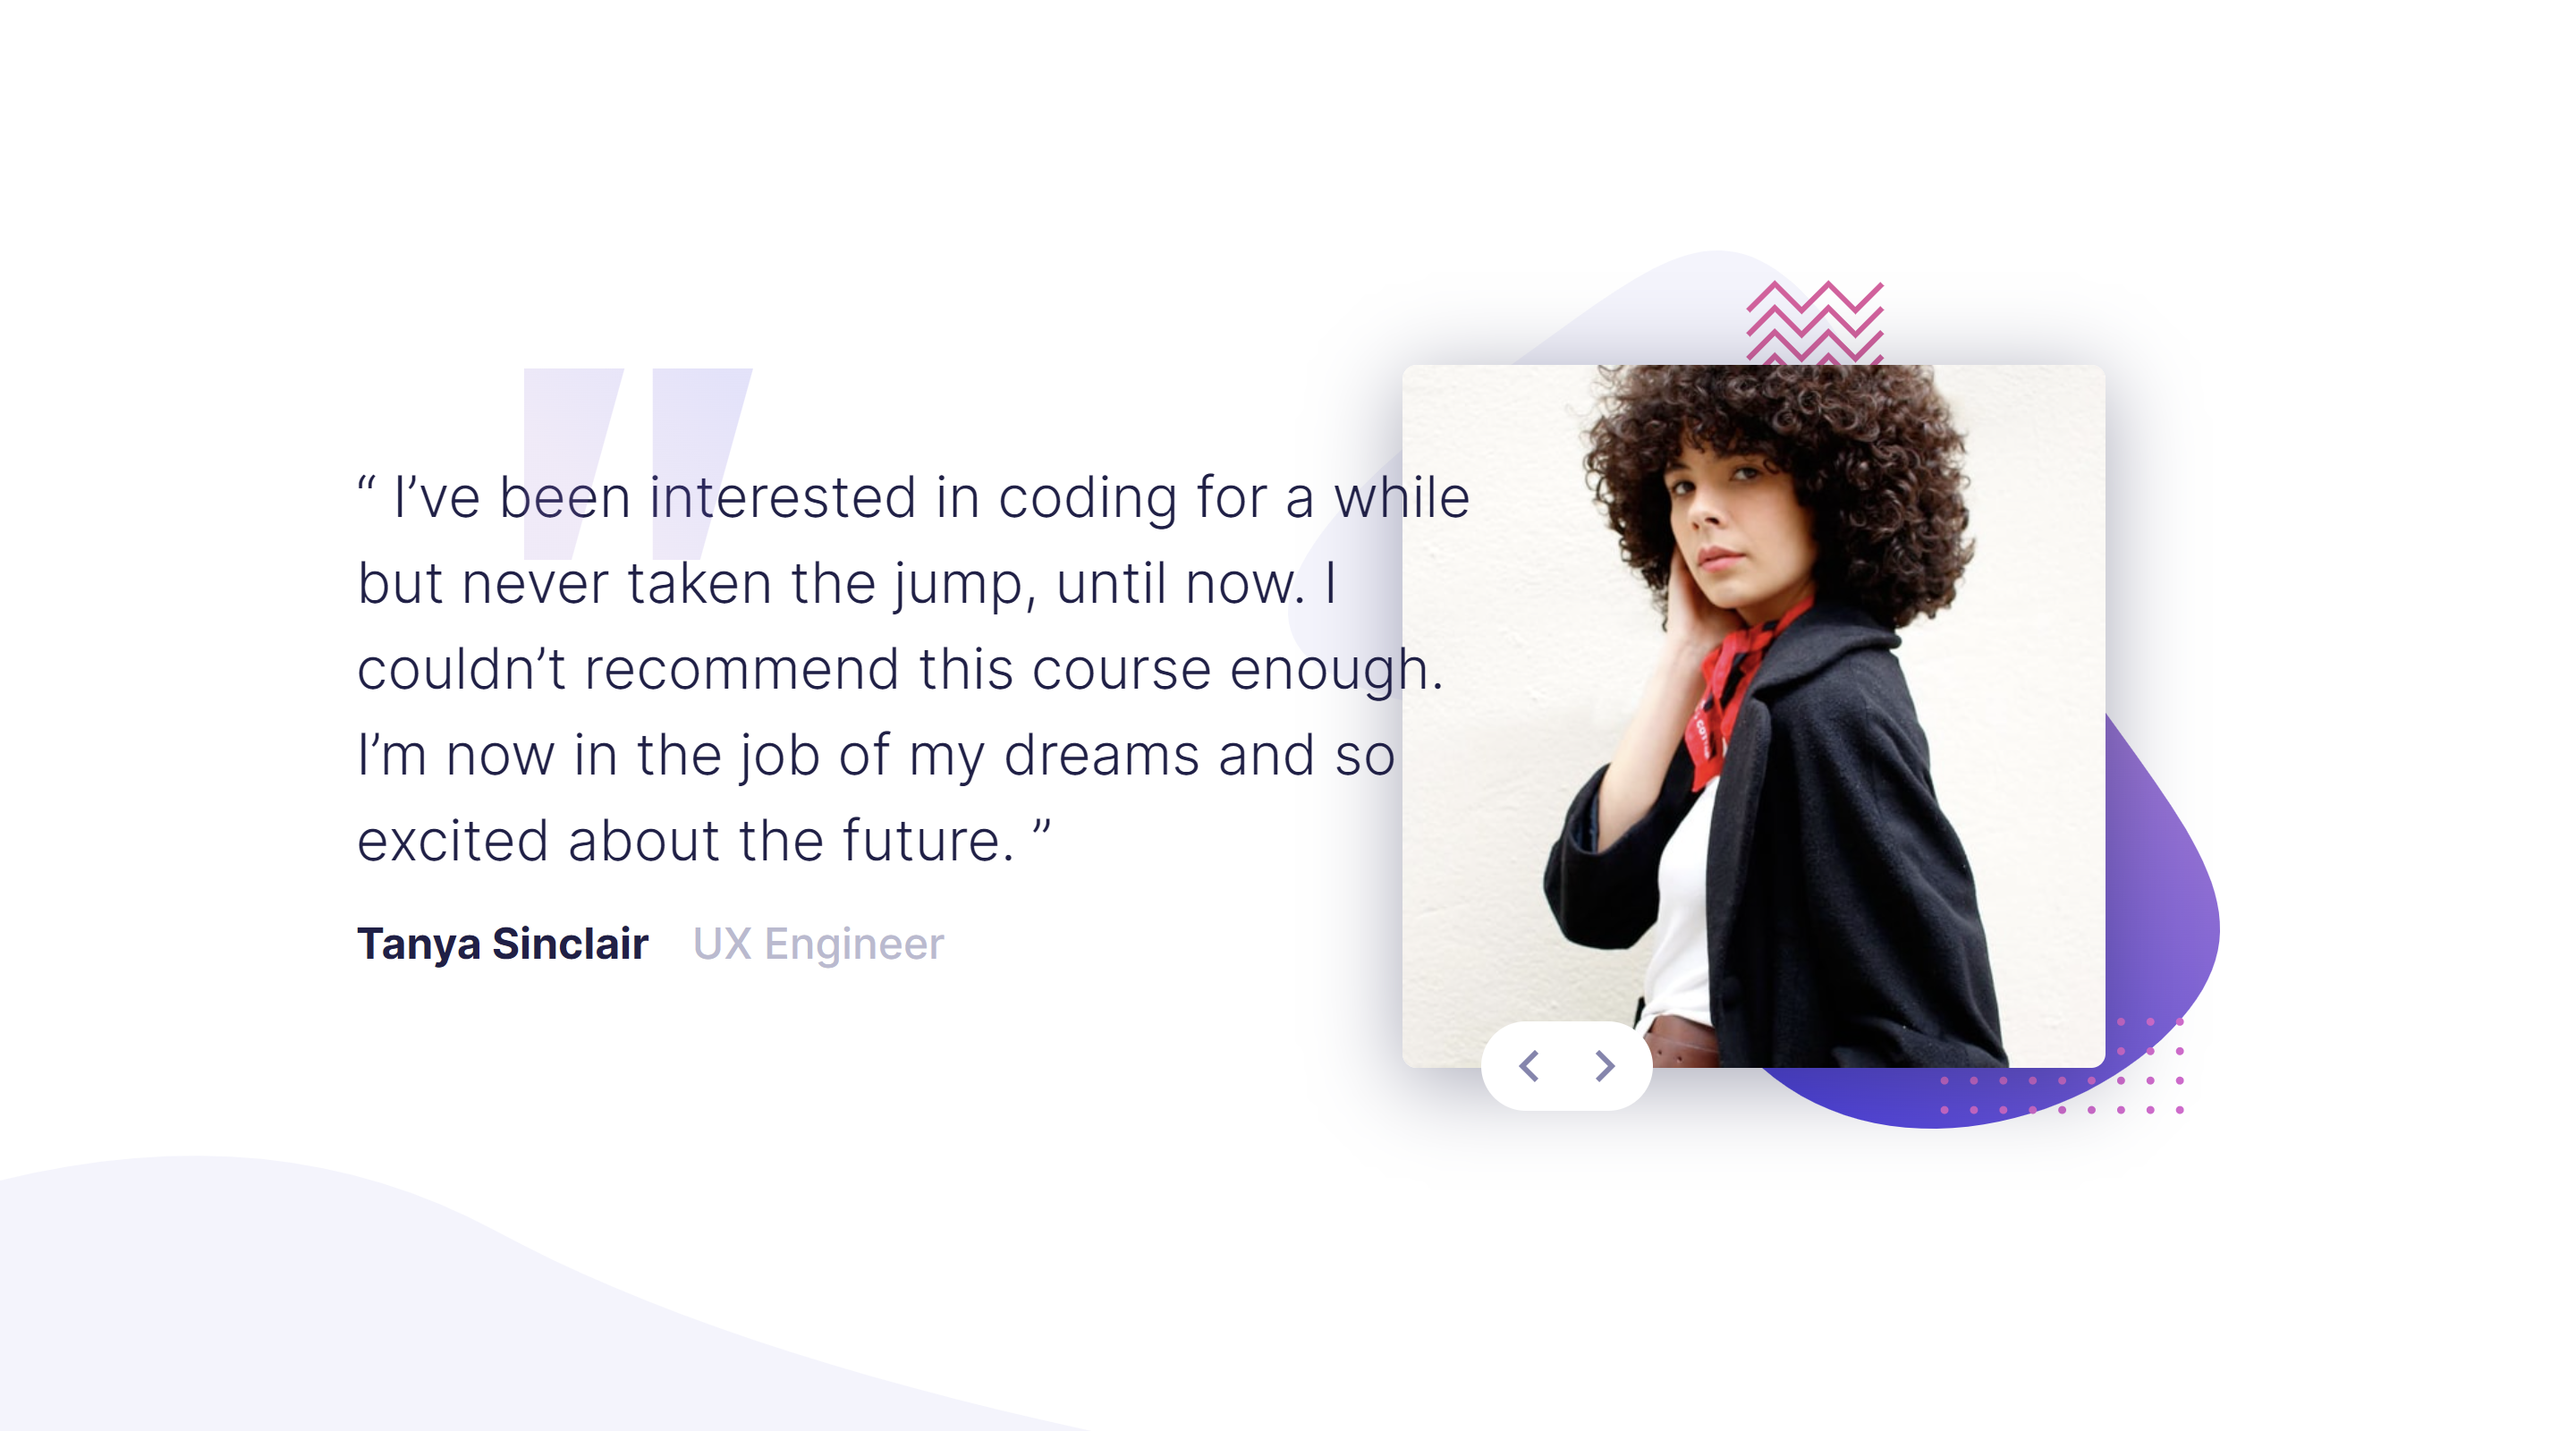 “ I’ve been interested in coding for a while
but never taken the jump, until now. I
couldn’t recommend this course enough.
I’m now in the job of my dreams and so
excited about the future. ”
Tanya Sinclair UX Engineer